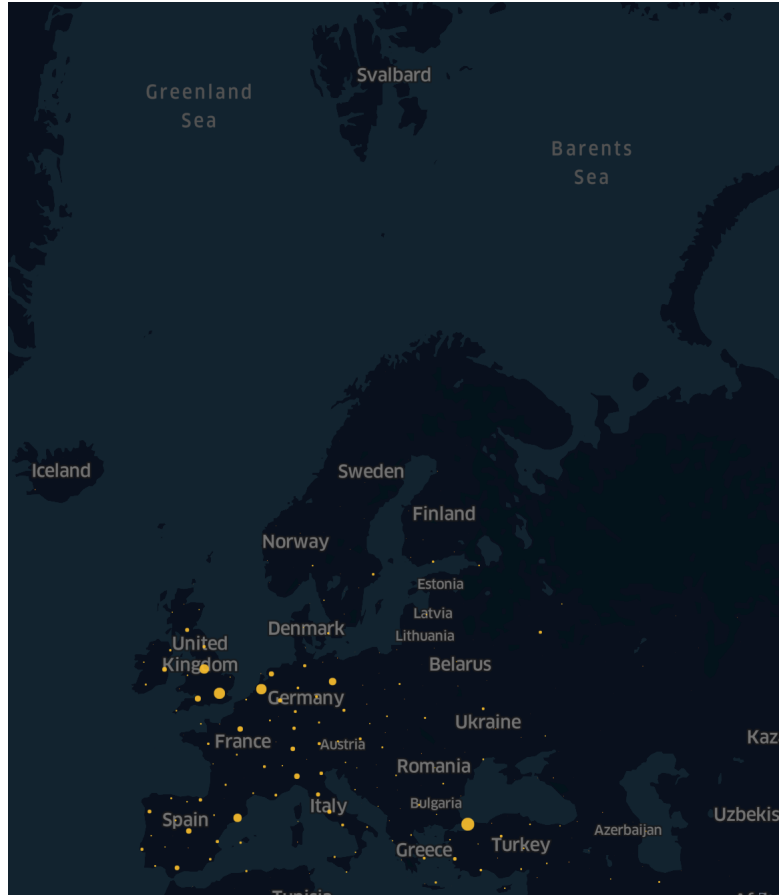 Svalbard
Greenland
Sea
Barents
Sea
Iceland
Sweden
Finland
Norway
Estonia
Latvia
Denmark
Lithuania
United
Kingdom
Belarus
Germany
Ukraine
France
Austria
Kaz
Romania
Italy
Bulgaria
Spain
Uzbekis
Azerbaijan
Turkey
Greece